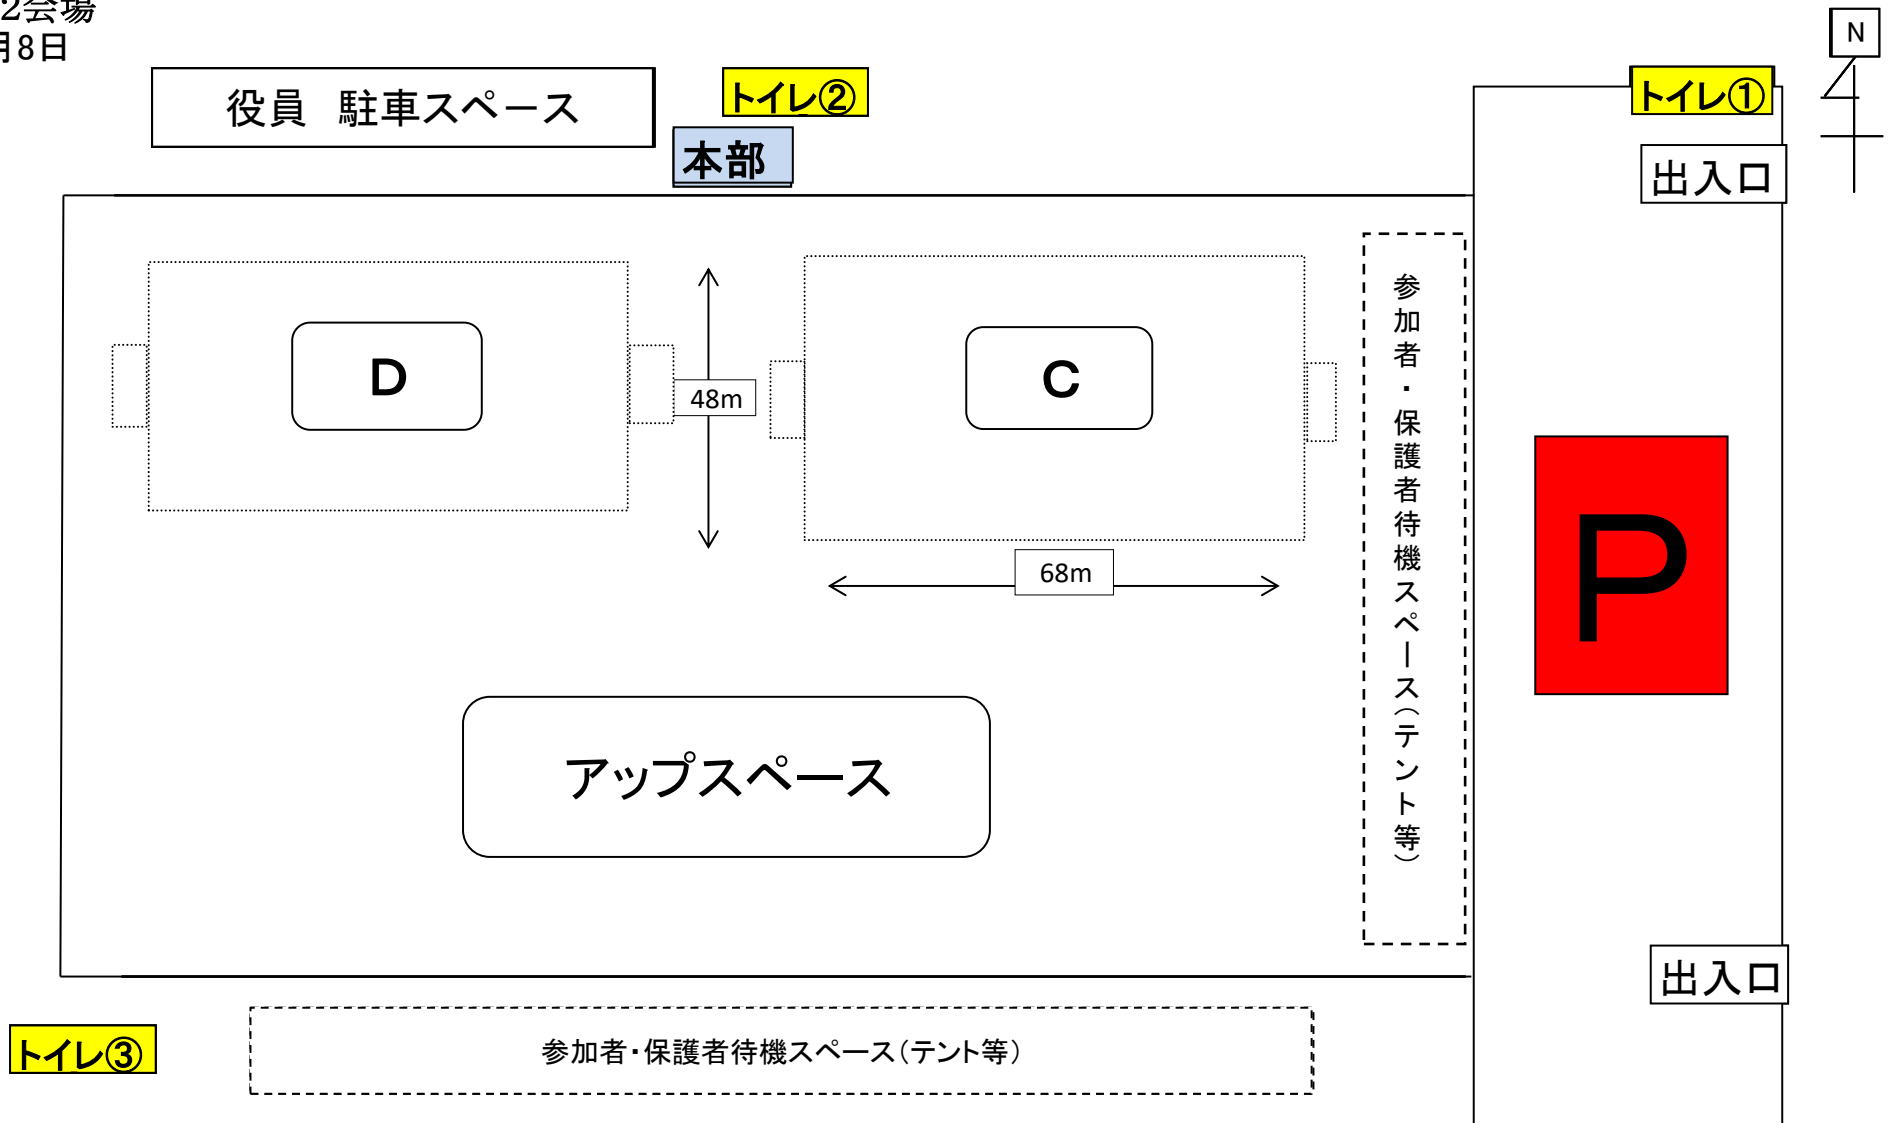 2会場
月8日
N
役員 駐車スペース
トイレ②
トイレ①
本部
出入口
D
C
48m
68m
参加者・保護者待機スペース(テント等)
P
アップスペース
出入口
トイレ③
参加者・保護者待機スペース(テント等)